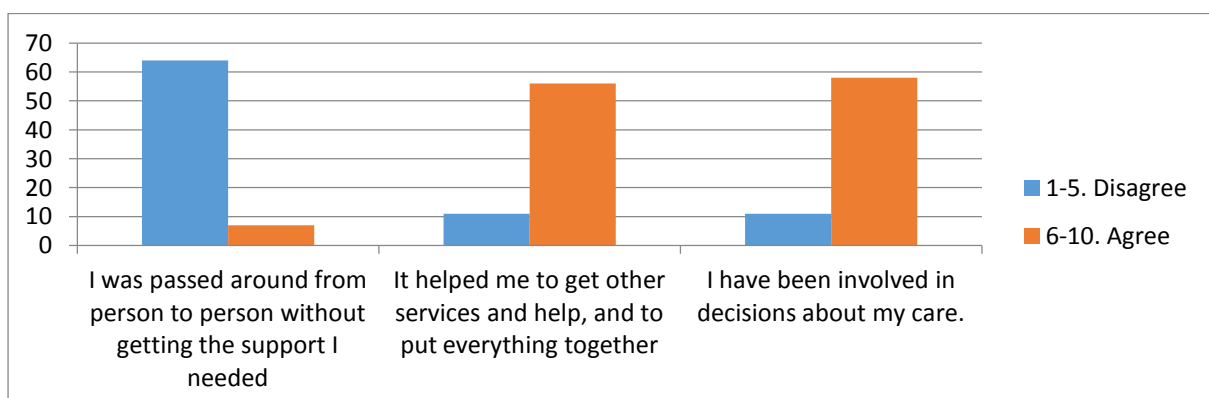 70
60
50
40
30
20
10
0
I was passed around from
person to person without
getting the support I
needed
It helped me to get other
services and help, and to
put everything together
I have been involved in
decisions about my care.
1-5. Disagree
6-10. Agree